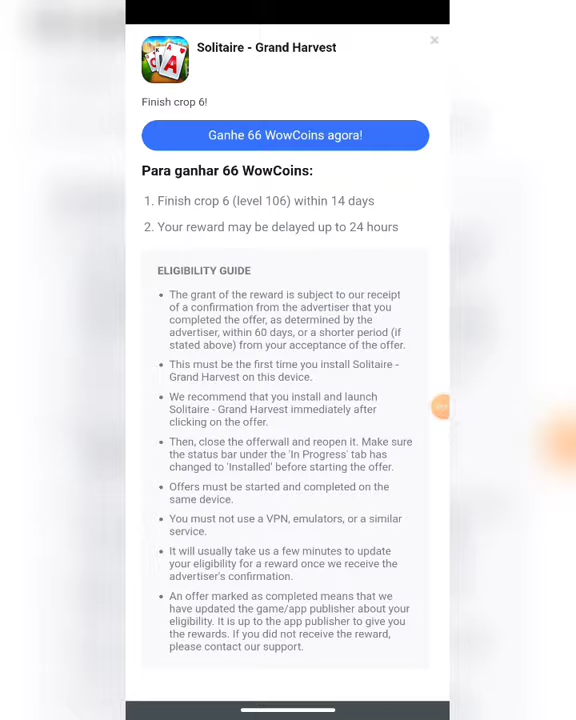 Solitaire - Grand Harvest
Finish crop 6!
Ganhe 66 WowCoins agora!
Para ganhar 66 WowCoins:
1. Finish crop 6 (level 106) within 14 days
2. Your reward may be delayed up to 24 hours
ELIGIBILITY GUIDE
• The grant of the reward is subject to our receipt
of a confirmation from the advertiser that you
completed the offer, as determined by the
advertiser, within 60 days, or a shorter period (if
stated above) from your acceptance of the offer.
• This must be the first time you install Solitaire -
Grand Harvest on this device.
• We recommend that you install and launch
Solitaire - Grand Harvest immediately after
clicking on the offer.
• Then, close the offerwall and reopen it. Make sure
the status bar under the 'In Progress' tab has
changed to 'Installed' before starting the offer.
• Offers must be started and completed on the
same device.
• You must not use a VPN, emulators, or a similar
service.
• It will usually take us a few minutes to update
your eligibility for a reward once we receive the
advertiser's confirmation.
• An offer marked as completed means that we
have updated the game/app publisher about your
eligibility. It is up to the app publisher to give you
the rewards. If you did not receive the reward,
please contact our support.